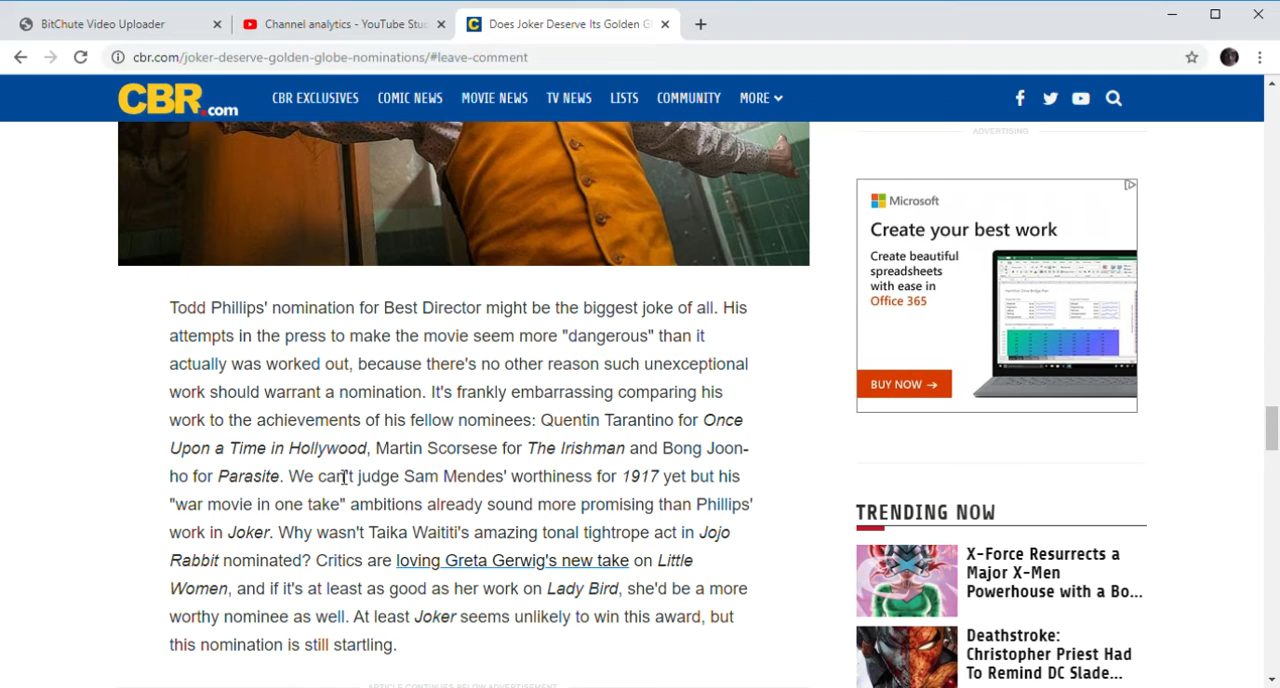 BitChute Video Uploader
Channel analytics - YouTube Stu
Does Joker Deserve Its Golden G
cbr.com/joker-deserve-golden-globe-nominations/#leave-comment
CBR.com
CBR EXCLUSIVES
COMIC NEWS
MOVIE NEWS
TV NEWS
LISTS
COMMUNITY
MORE
ADVERTISING
Microsoft
Create your best work
Create beautiful
spreadsheets
with ease in
Office 365
BUY NOW →
Todd Phillips' nomination for Best Director might be the biggest joke of all. His
attempts in the press to make the movie seem more "dangerous" than it
actually was worked out, because there's no other reason such unexceptional
work should warrant a nomination. It's frankly embarrassing comparing his
work to the achievements of his fellow nominees: Quentin Tarantino for Once
Upon a Time in Hollywood, Martin Scorsese for The Irishman and Bong Joon-
ho for Parasite. We can't judge Sam Mendes' worthiness for 1917 yet but his
"war movie in one take" ambitions already sound more promising than Phillips'
work in Joker. Why wasn't Taika Waititi's amazing tonal tightrope act in Jojo
Rabbit nominated? Critics are loving Greta Gerwig's new take on Little
Women, and if it's at least as good as her work on Lady Bird, she'd be a more
worthy nominee as well. At least Joker seems unlikely to win this award, but
this nomination is still startling.
ARTICLE CONTINUES BELOW ADVERTISEMENT
TRENDING NOW
X-Force Resurrects a
Major X-Men
Powerhouse with a Bo...
Deathstroke:
Christopher Priest Had
To Remind DC Slade...